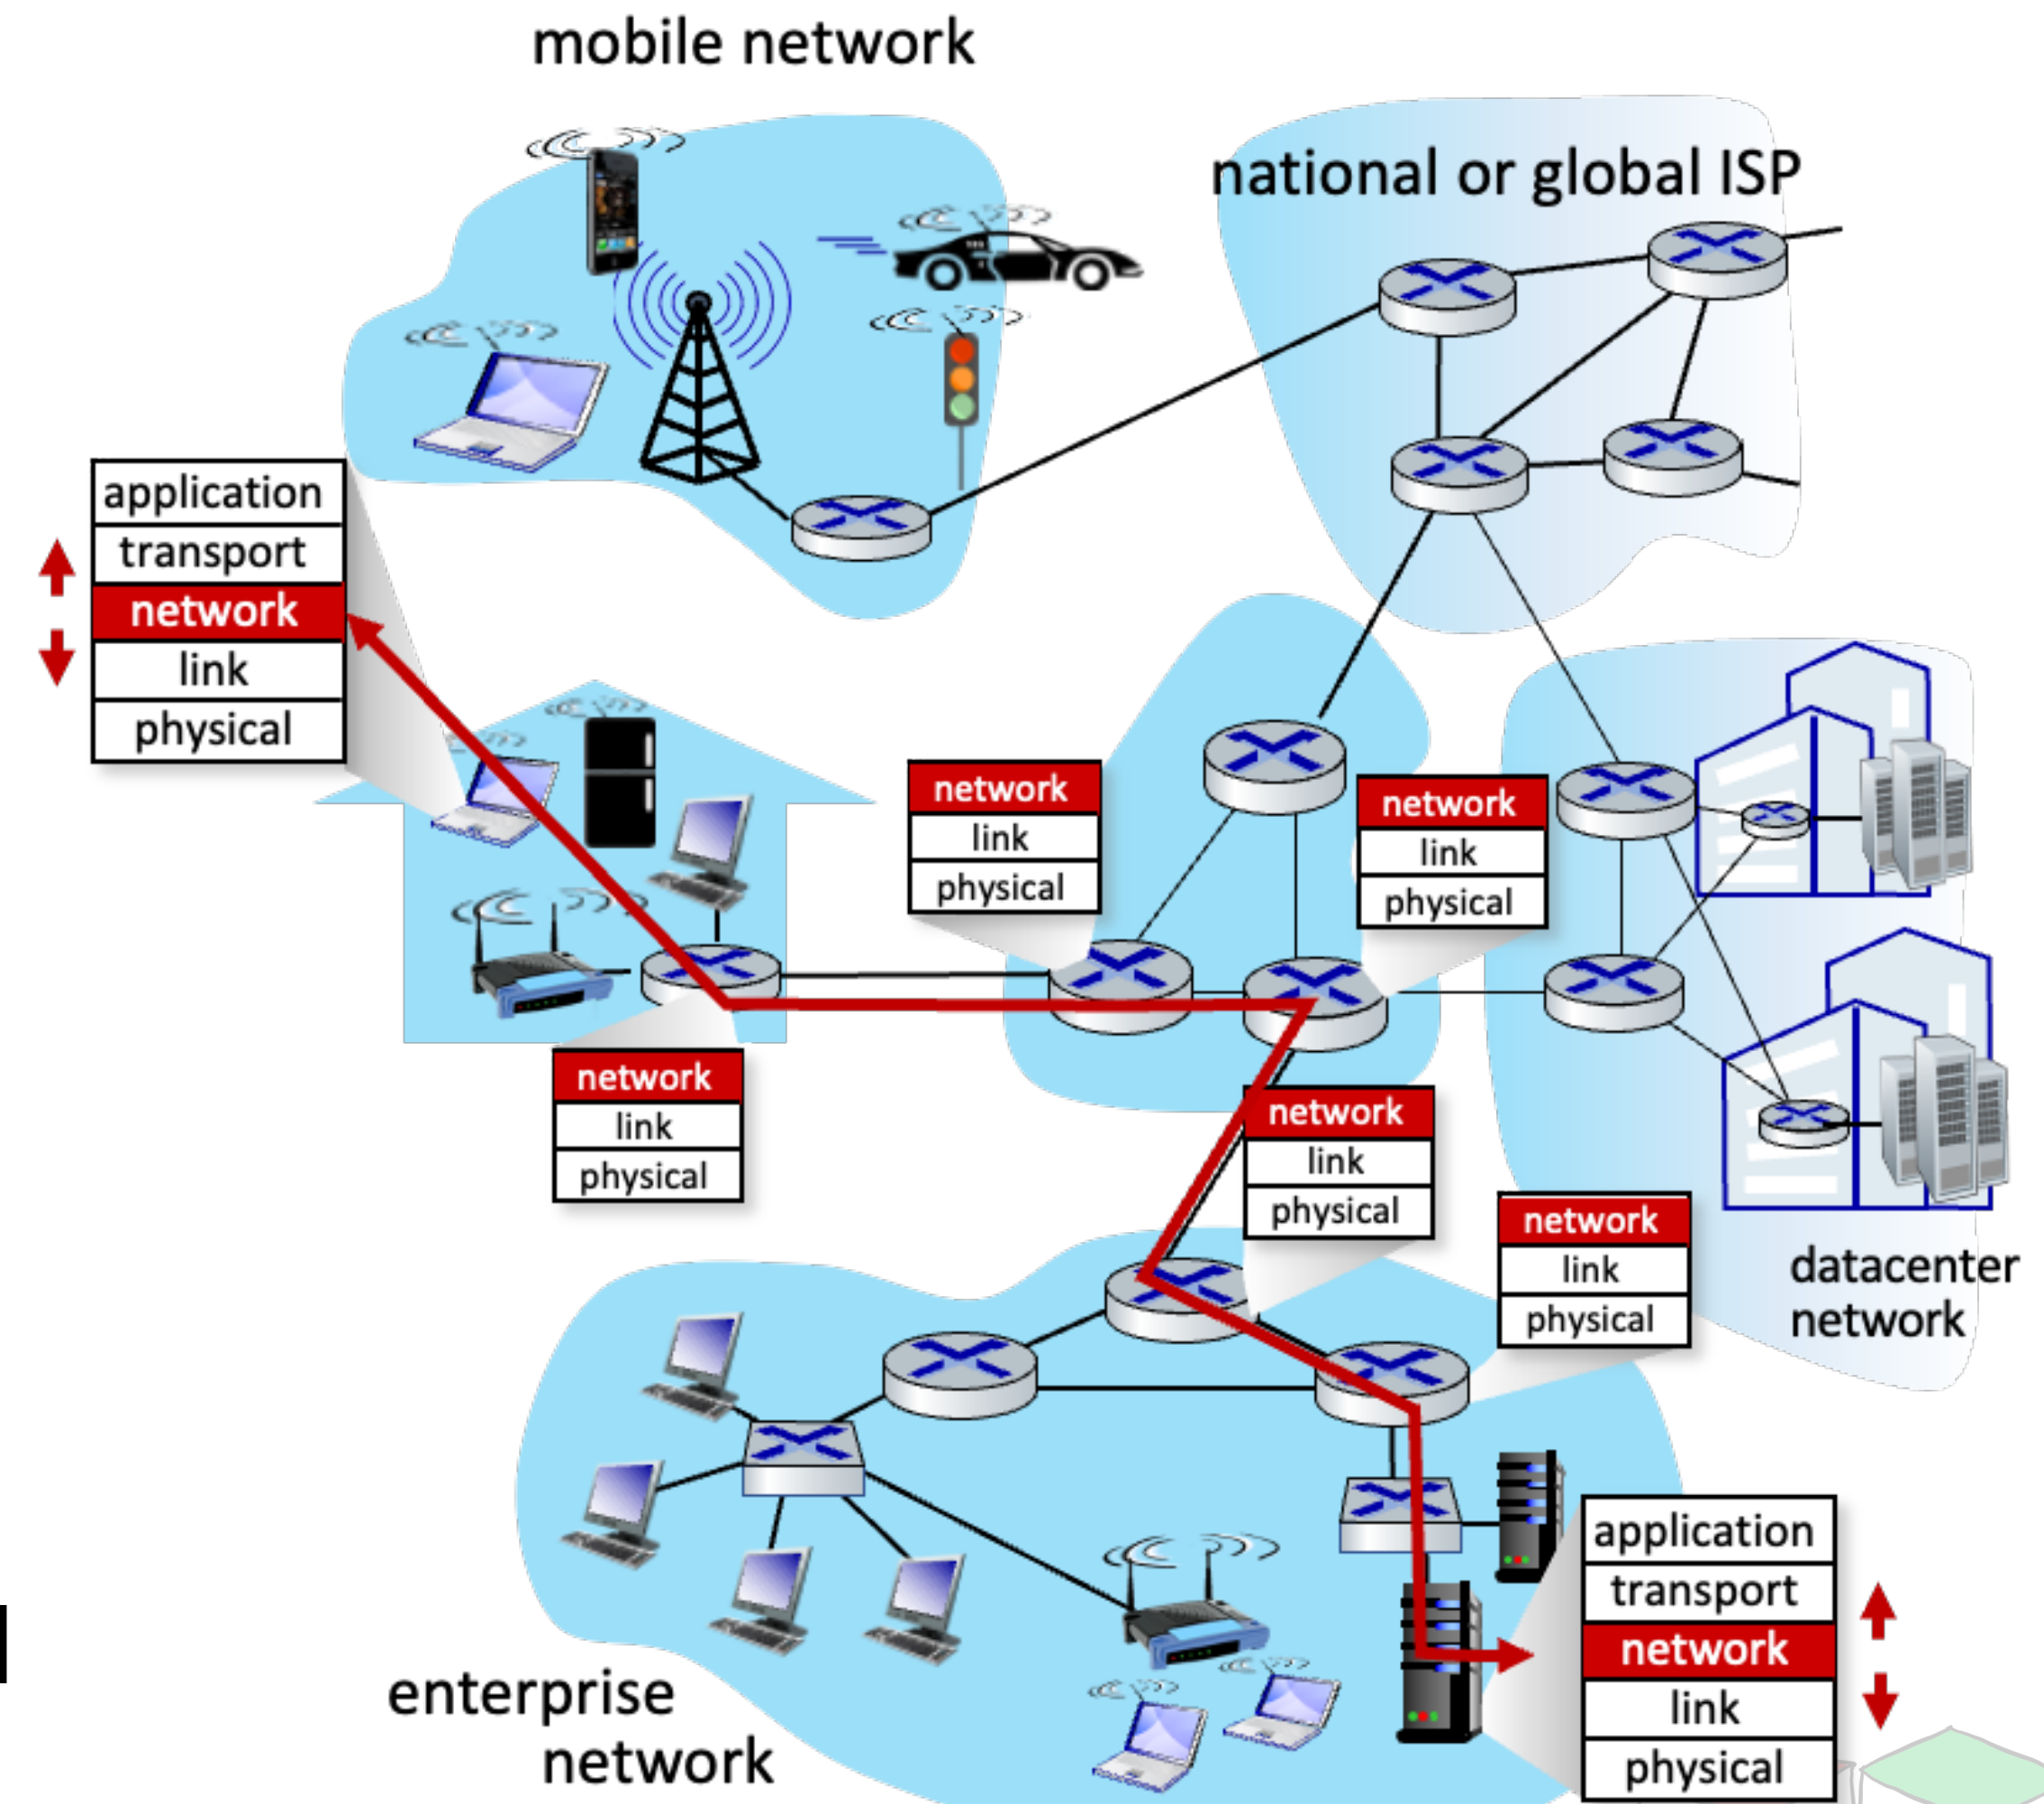 mobile network
national or global ISP
application
transport
network
link
physical
network
link
physical
network
link
physical
network
link
physical
network
link
physical
network
link
physical
datacenter
network
application
transport
network
link
physical
enterprise
network